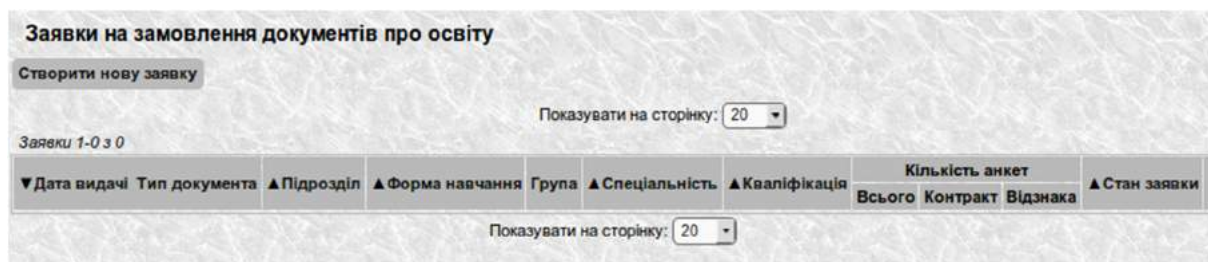 Заявки на замовлення документів про освіту
Створити нову заявку
Показувати на сторінку: 20
Заявки 1-0 з 0
▼Дата видачі Тип документа ▲Підрозділ ▲Форма навчання Група ▲Спеціальність ▲Кваліфікація Кількість анкет ▲Стан заявки
Всього Контракт Відзнака
Показувати на сторінку: 20